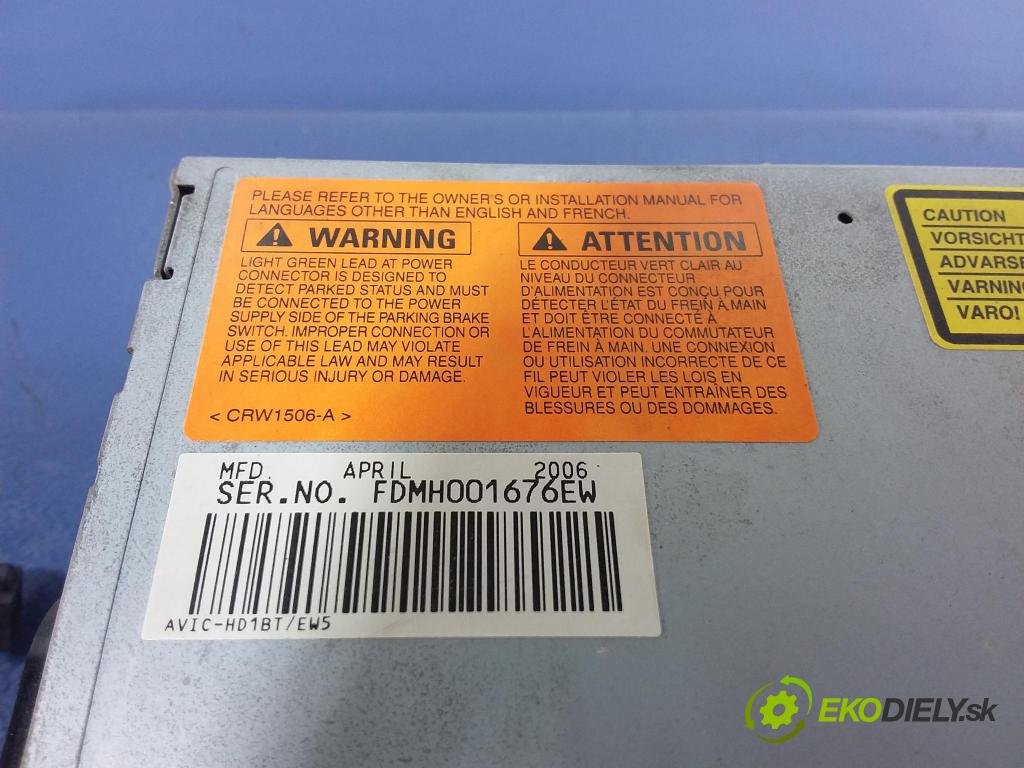 PLEASE REFER TO THE OWNER'S OR INSTALLATION MANUAL FOR
LANGUAGES OTHER THAN ENGLISH AND FRENCH.
WARNING
LIGHT GREEN LEAD AT POWER
CONNECTOR IS DESIGNED TO
DETECT PARKED STATUS AND MUST
BE CONNECTED TO THE POWER
SUPPLY SIDE OF THE PARKING BRAKE
SWITCH. IMPROPER CONNECTION OR
USE OF THIS LEAD MAY VIOLATE
APPLICABLE LAW AND MAY RESULT
IN SERIOUS INJURY OR DAMAGE.
< CRW1506-A >
ATTENTION
LE CONDUCTEUR VERT CLAIR AU
NIVEAU DU CONNECTEUR
D'ALIMENTATION EST CONÇU POUR
DÉTECTER L'ÉTAT DU FREIN À MAIN
ET DOIT ÊTRE CONNECTÉ À
L'ALIMENTATION DU COMMUTATEUR
DE FREIN À MAIN. UNE CONNEXION
OU UTILISATION INCORRECTE DE CE
FIL PEUT VIOLER LES LOIS EN
VIGUEUR ET PEUT ENTRAÎNER DES
BLESSURES OU DES DOMMAGES.
CAUTION
VORSICHT
ADVARSE
VARNING
VARO!
MFD. APRIL 2006
SER.NO. FDMH001676EW
AVIC-HD1BT/EW5
EKODIELY.sk